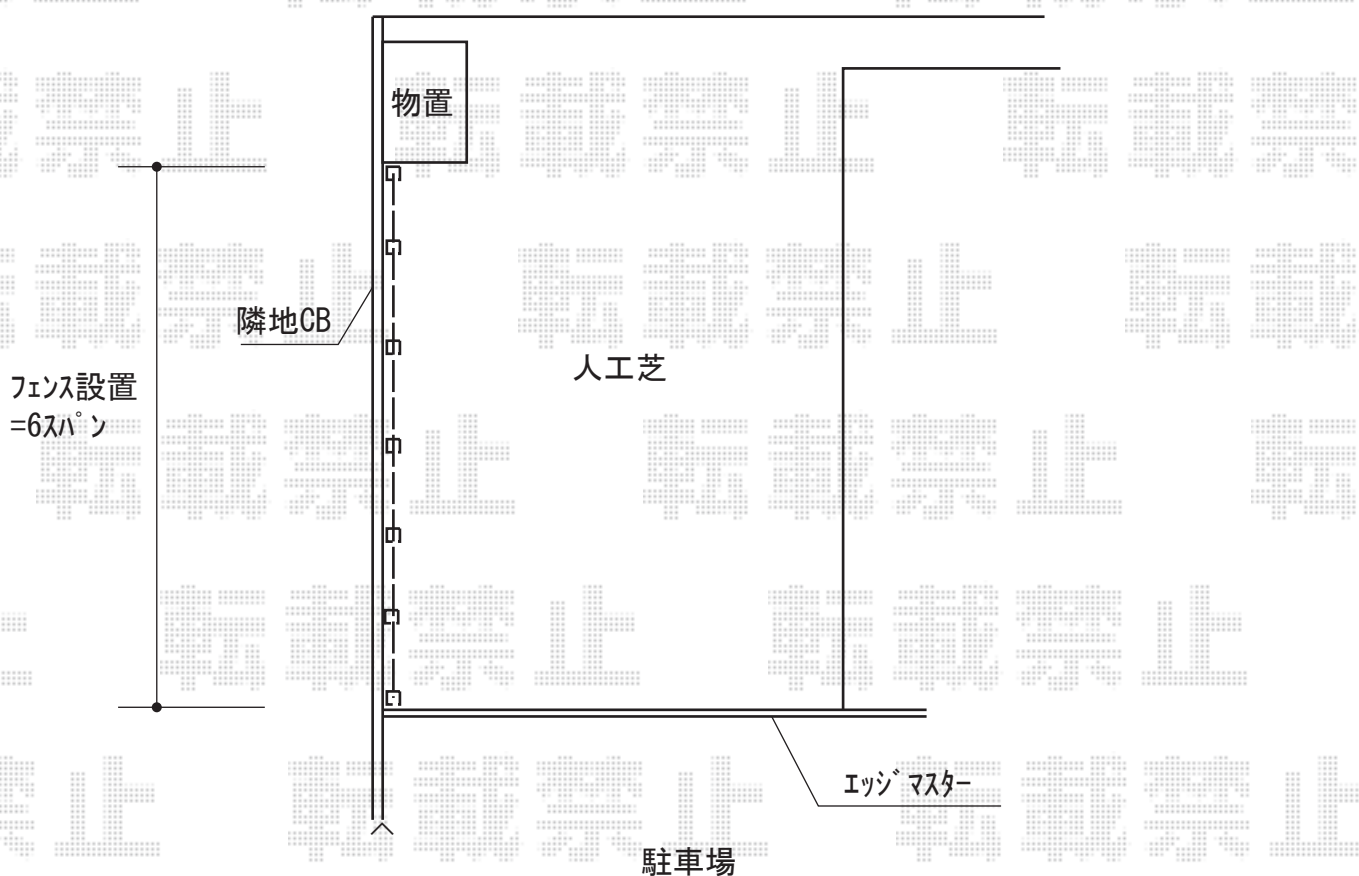 物置
隣地CB
人工芝
ﾌｪﾝｽ設置
=6ｽﾊﾟﾝ
ｴｯｼﾞﾏｽﾀｰ
駐車場
転載禁止